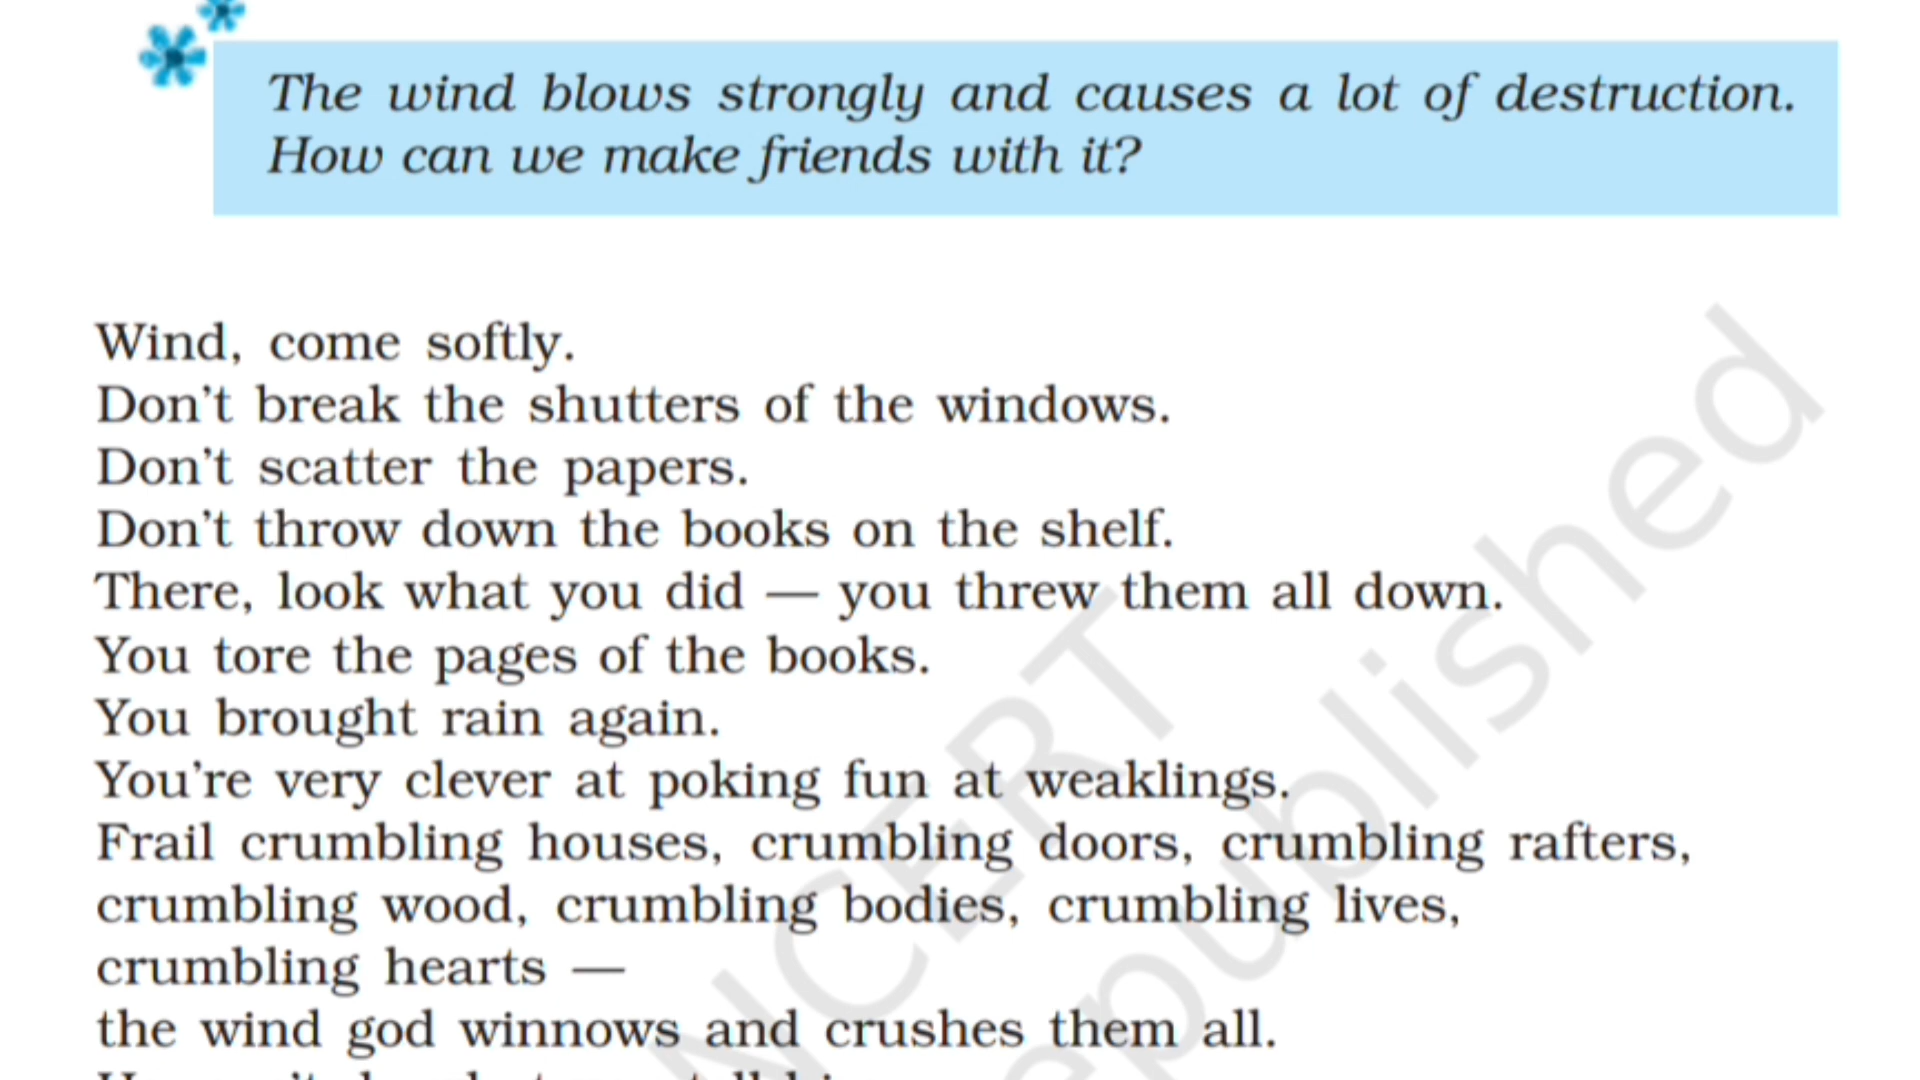 The wind blows strongly and causes a lot of destruction.
How can we make friends with it?
Wind, come softly.
Don't break the shutters of the windows.
Don't scatter the papers.
Don't throw down the books on the shelf.
There, look what you did — you threw them all down.
You tore the pages of the books.
You brought rain again.
You're very clever at poking fun at weaklings.
Frail crumbling houses, crumbling doors, crumbling rafters,
crumbling wood, crumbling bodies, crumbling lives,
crumbling hearts —
the wind god winnows and crushes them all.
NCERT